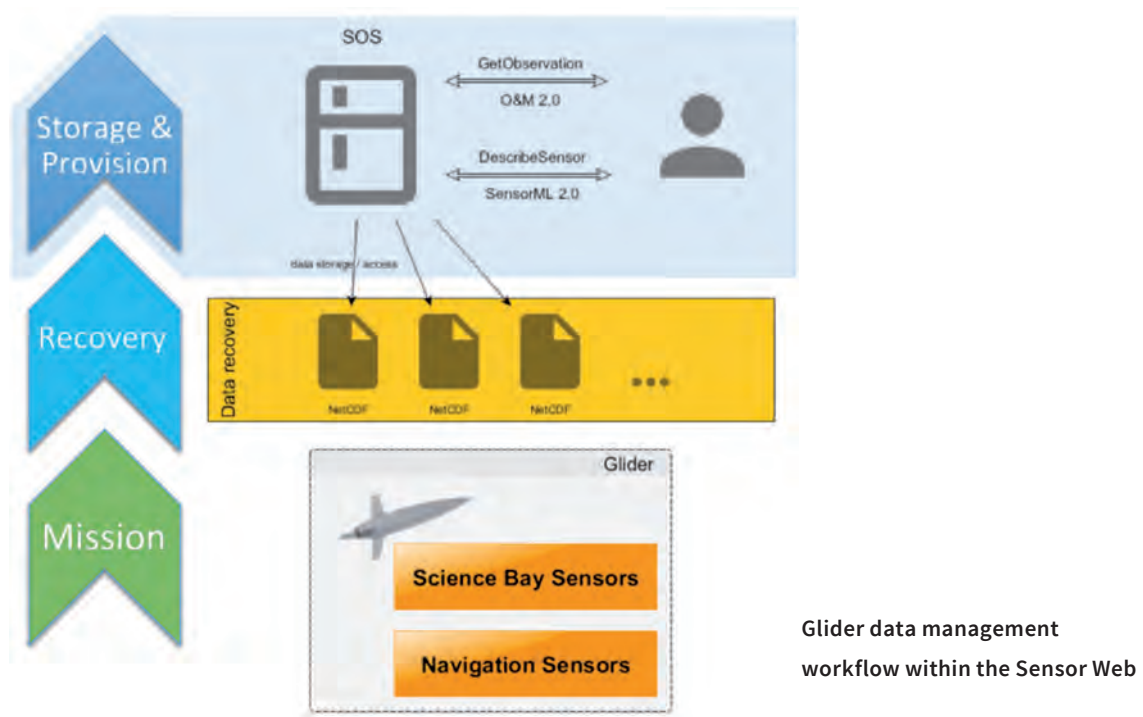 SOS
GetObservation
O&M 2.0
Storage &
Provision
DescribeSensor
SensorML 2.0
data storage / access
Recovery
Data recovery
NetCDF
NetCDF
NetCDF
...
Glider
Mission
Science Bay Sensors
Navigation Sensors
Glider data management
workflow within the Sensor Web